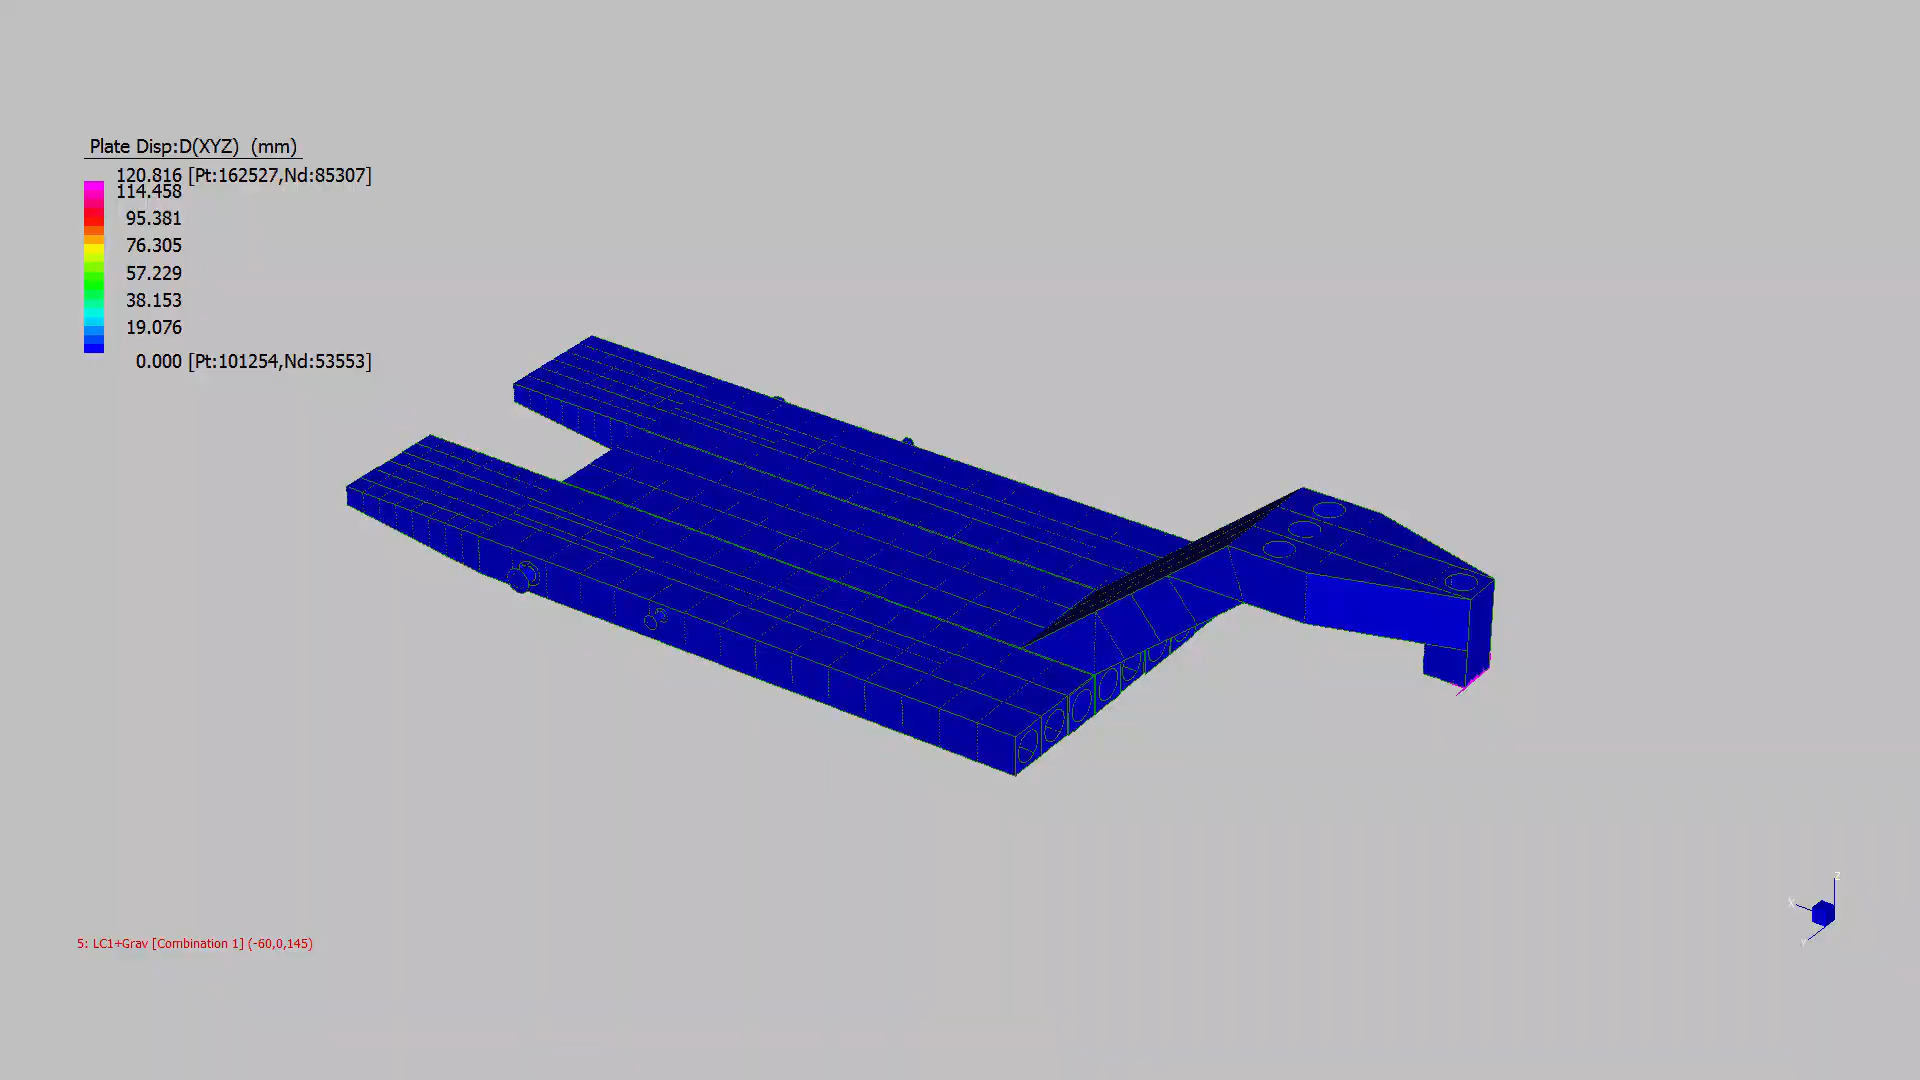 Plate Disp:D(XYZ) (mm)
120.816 [Pt:162527,Nd:85307]
114.458
95.381
76.305
57.229
38.153
19.076
0.000 [Pt:101254,Nd:53553]
5: LC1+Grav [Combination 1] (-60,0,145)
Z
X
Y